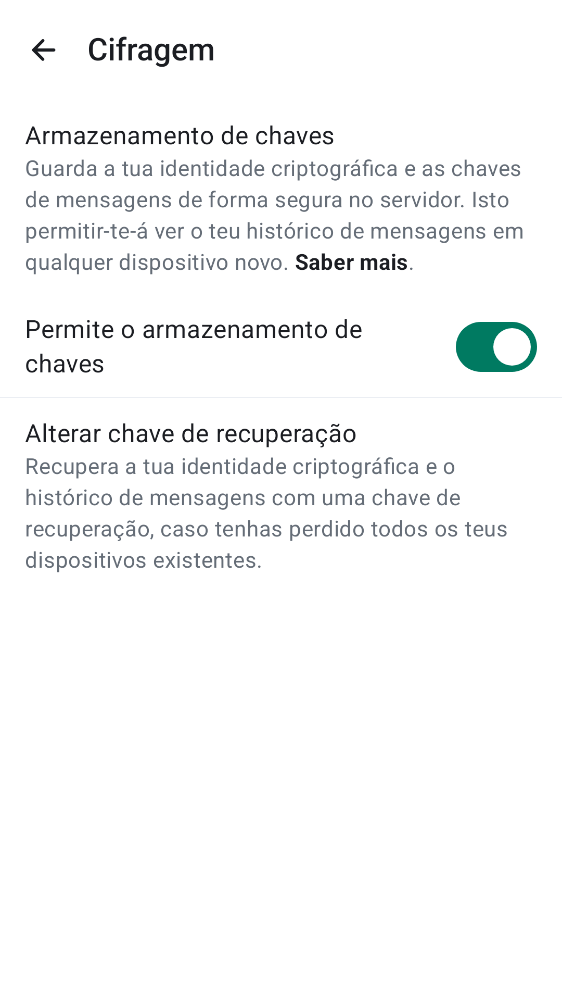 Cifragem
Armazenamento de chaves
Guarda a tua identidade criptográfica e as chaves
de mensagens de forma segura no servidor. Isto
permitir-te-á ver o teu histórico de mensagens em
qualquer dispositivo novo. Saber mais.
Permite o armazenamento de
chaves
Alterar chave de recuperação
Recupera a tua identidade criptográfica e o
histórico de mensagens com uma chave de
recuperação, caso tenhas perdido todos os teus
dispositivos existentes.